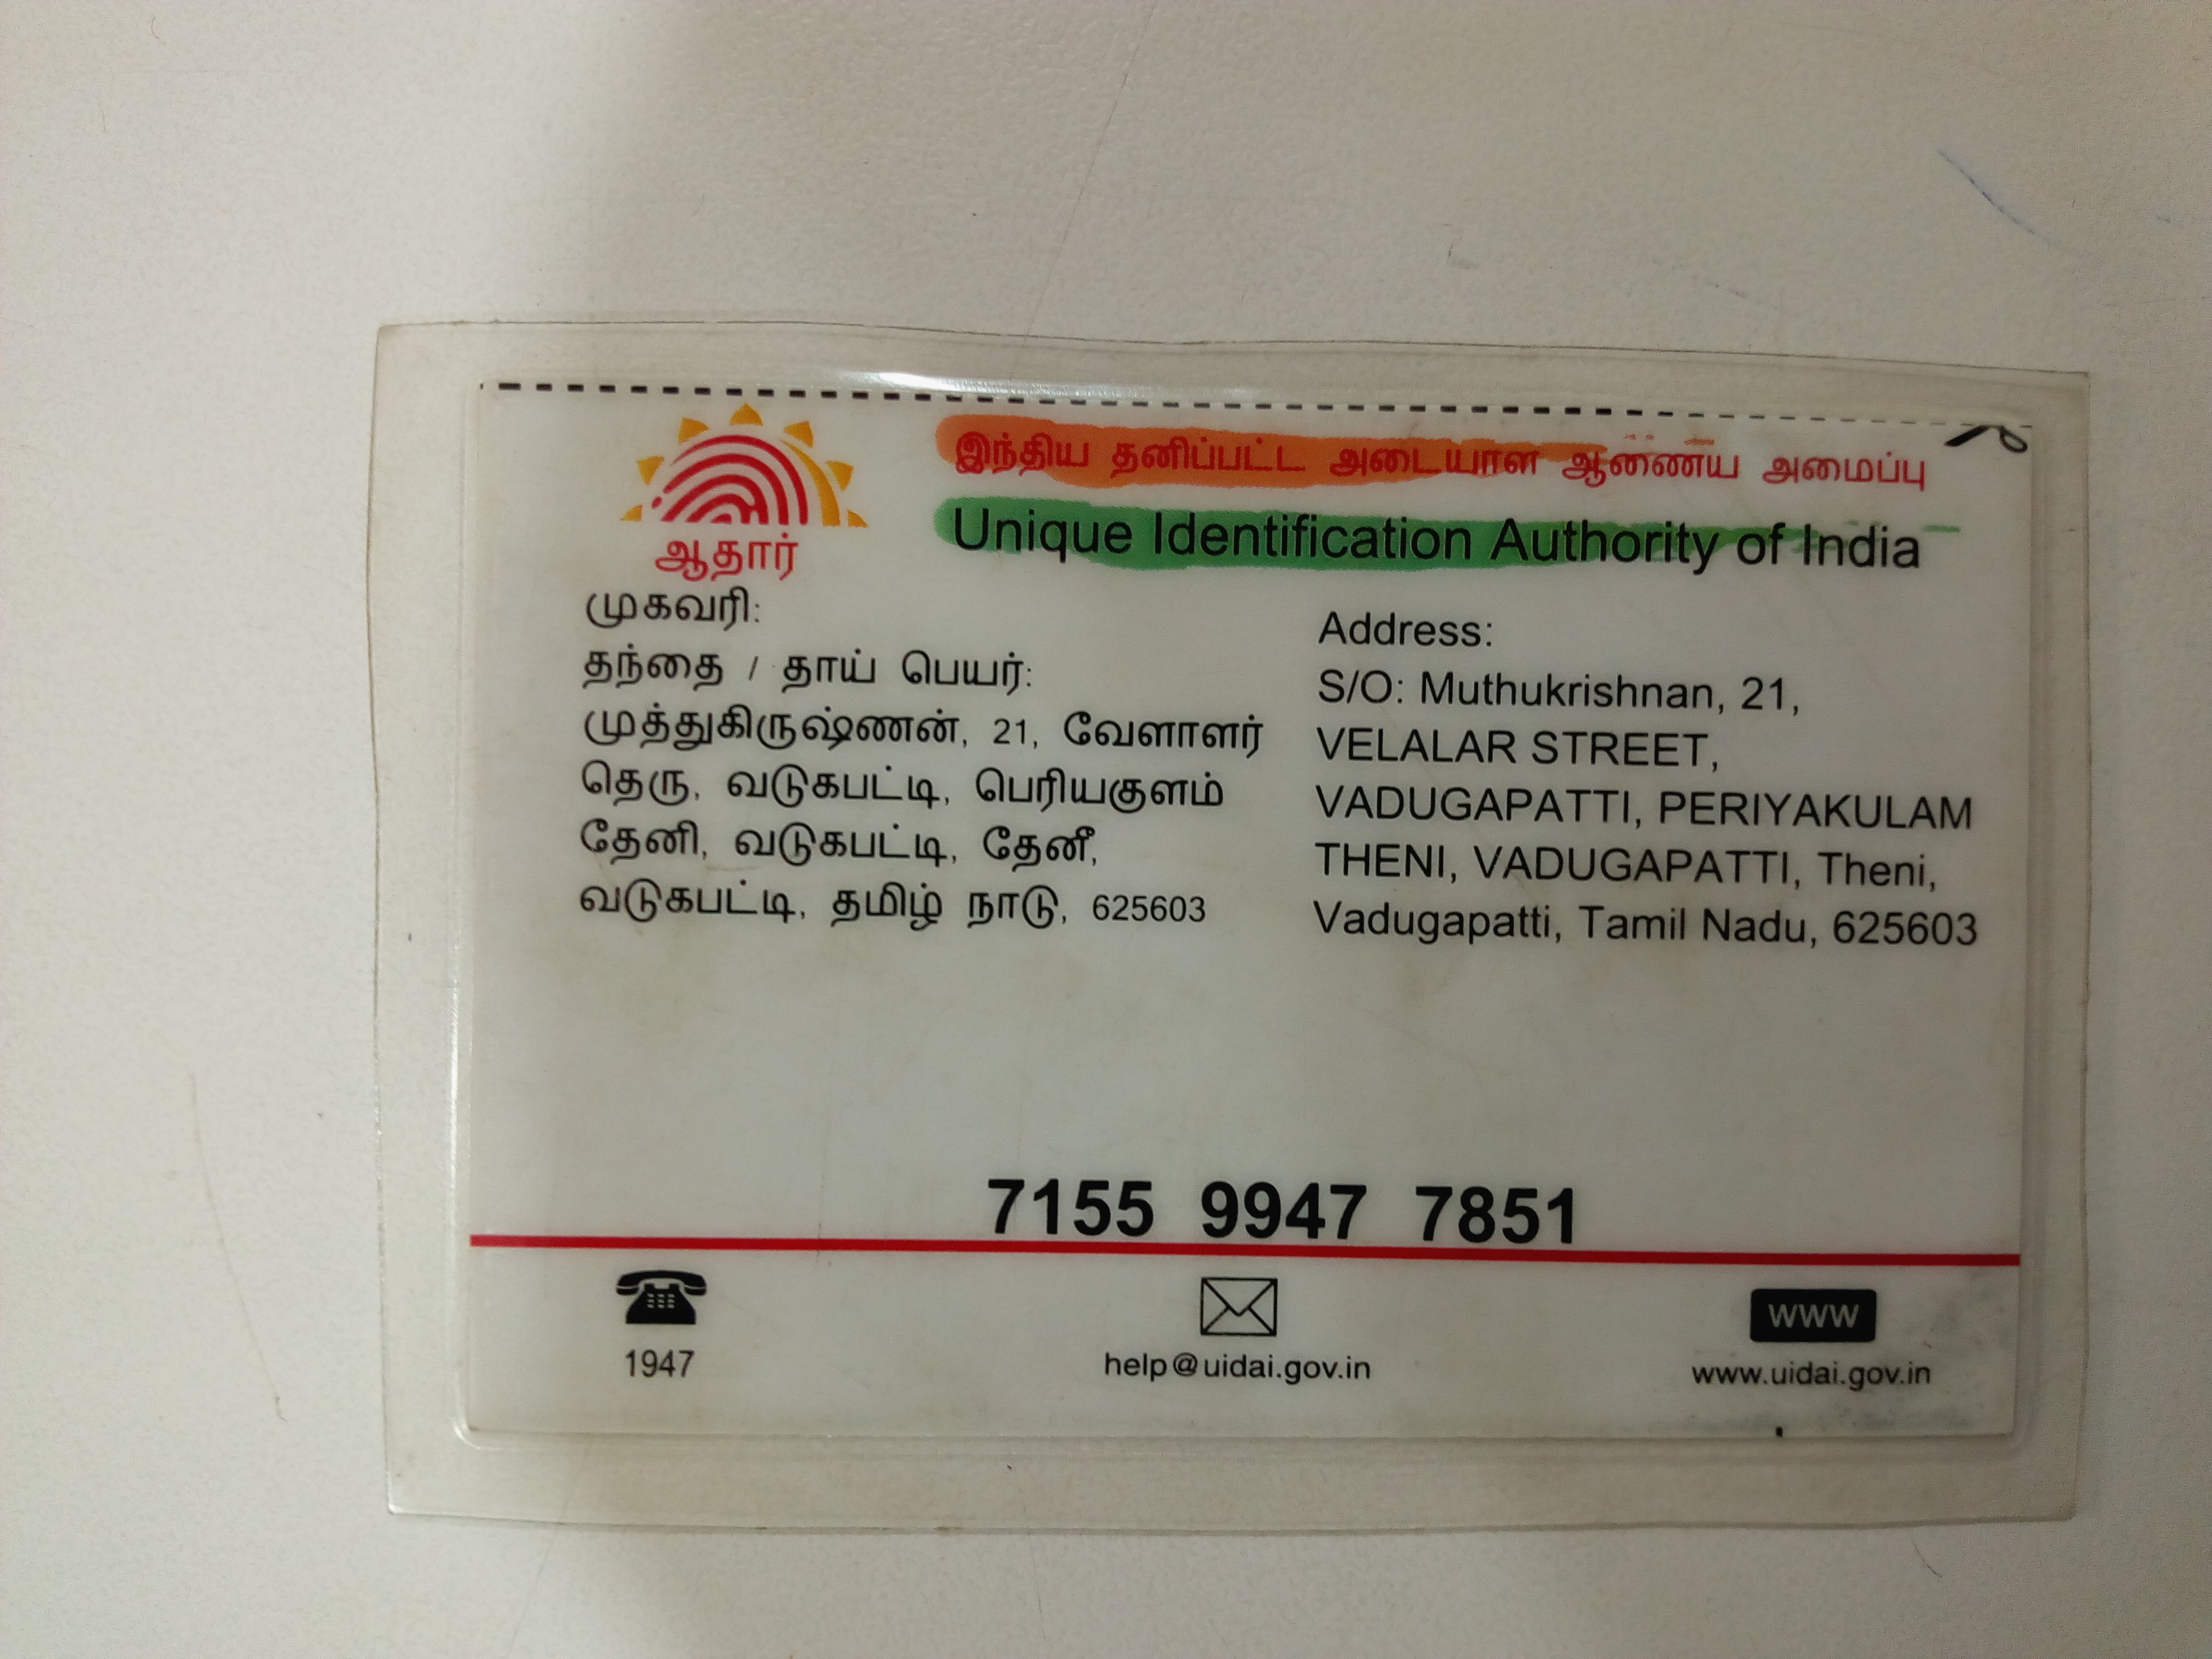 இந்திய தனிப்பட்ட அடையாள ஆணைய அமைப்பு
Unique Identification Authority of India
ஆதார்
முகவரி:
தந்தை / தாய் பெயர்:
முத்துகிருஷ்ணன், 21, வேளாளர்
தெரு, வடுகபட்டி, பெரியகுளம்
தேனி, வடுகபட்டி, தேனீ,
வடுகபட்டி, தமிழ் நாடு, 625603
Address:
S/O: Muthukrishnan, 21,
VELALAR STREET,
VADUGAPATTI, PERIYAKULAM
THENI, VADUGAPATTI, Theni,
Vadugapatti, Tamil Nadu, 625603
7155 9947 7851
1947
help@uidai.gov.in
www
www.uidai.gov.in